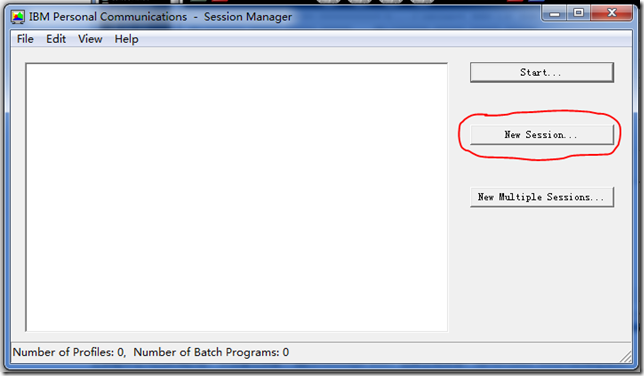 IBM Personal Communications - Session Manager
File Edit View Help
Start...
New Session...
New Multiple Sessions...
Number of Profiles: 0, Number of Batch Programs: 0